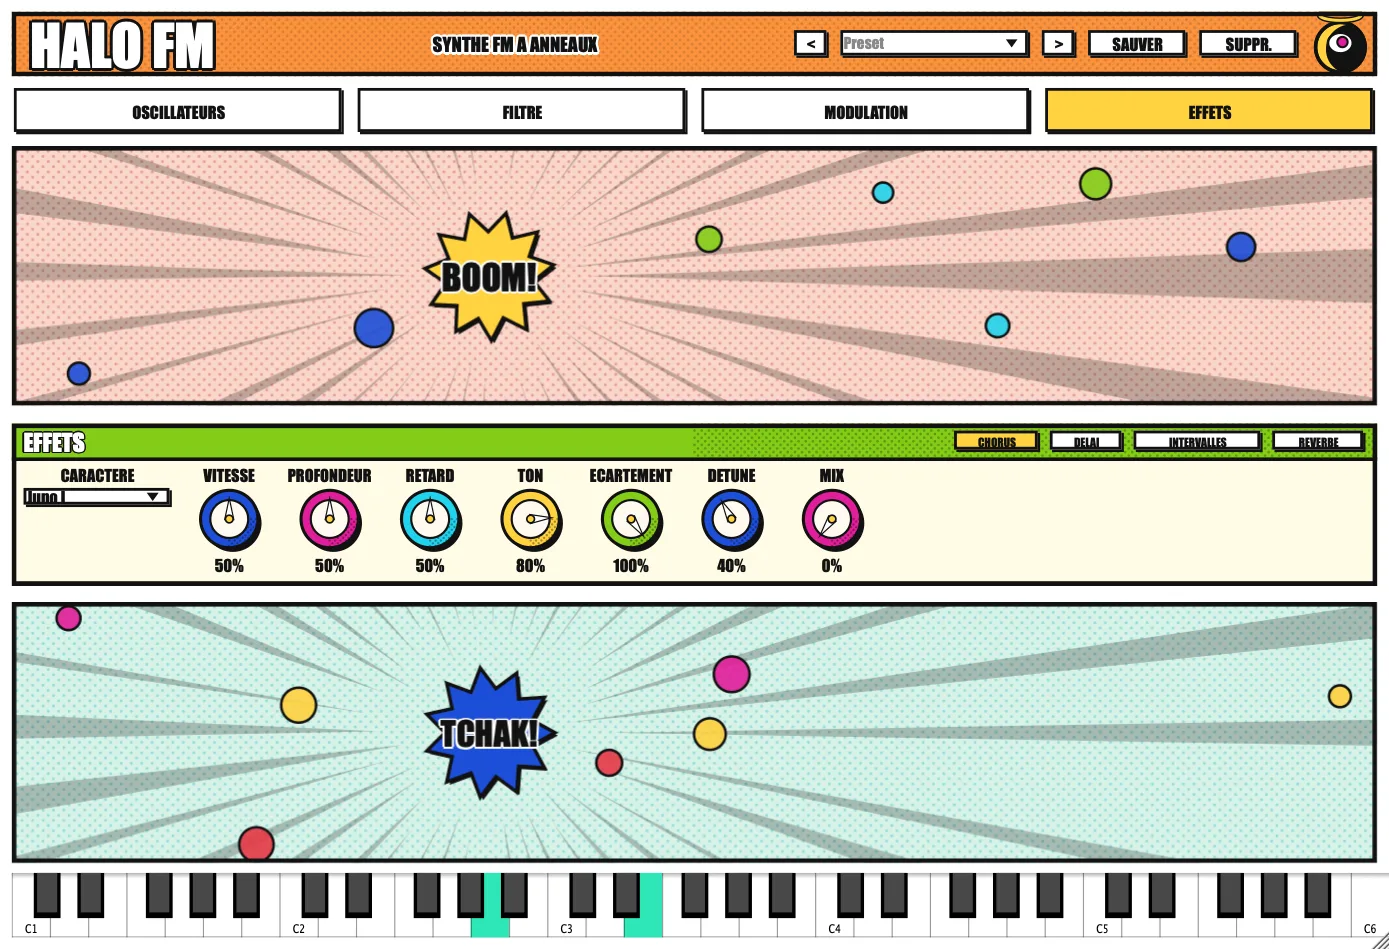 HALO FM
SYNTHE FM A ANNEAUX
< Preset > SAUVER SUPPR.
OSCILLATEURS FILTRE MODULATION EFFETS
BOOM!
EFFETS CHORUS DELAI INTERVALLES REVERBE
CARACTERE VITESSE PROFONDEUR RETARD TON ECARTEMENT DETUNE MIX
Juno
50% 50% 50% 80% 100% 40% 0%
TCHAK!
C1 C2 C3 C4 C5 C6